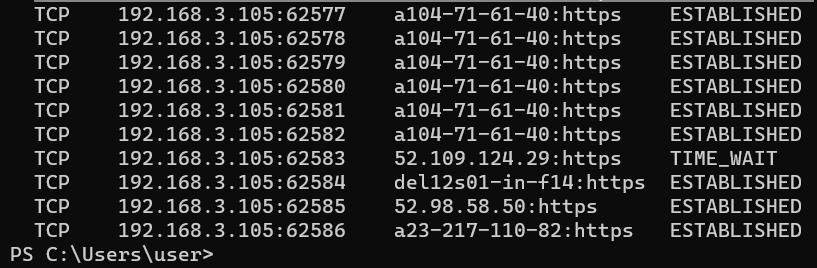 TCP    192.168.3.105:62577    a104-71-61-40:https    ESTABLISHED
TCP    192.168.3.105:62578    a104-71-61-40:https    ESTABLISHED
TCP    192.168.3.105:62579    a104-71-61-40:https    ESTABLISHED
TCP    192.168.3.105:62580    a104-71-61-40:https    ESTABLISHED
TCP    192.168.3.105:62581    a104-71-61-40:https    ESTABLISHED
TCP    192.168.3.105:62582    a104-71-61-40:https    ESTABLISHED
TCP    192.168.3.105:62583    52.109.124.29:https    TIME_WAIT
TCP    192.168.3.105:62584    del12s01-in-f14:https  ESTABLISHED
TCP    192.168.3.105:62585    52.98.58.50:https      ESTABLISHED
TCP    192.168.3.105:62586    a23-217-110-82:https   ESTABLISHED
PS C:\Users\user>